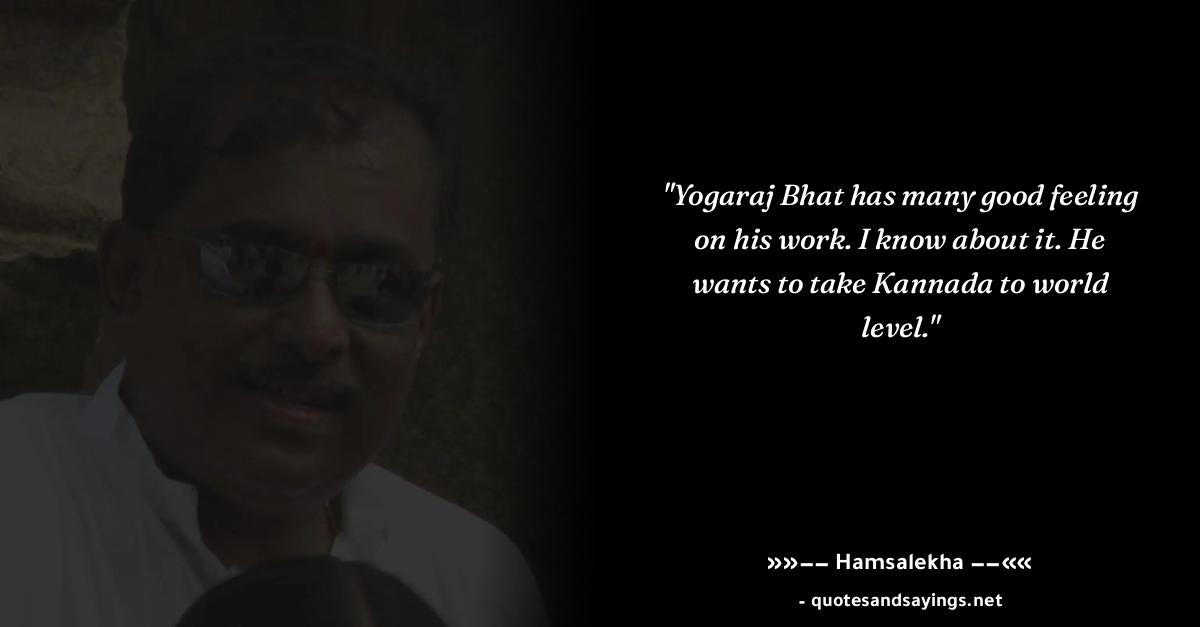 "Yogaraj Bhat has many good feeling
on his work. I know about it. He
wants to take Kannada to world
level."
»»−− Hamsalekha −−««
- quotesandsayings.net